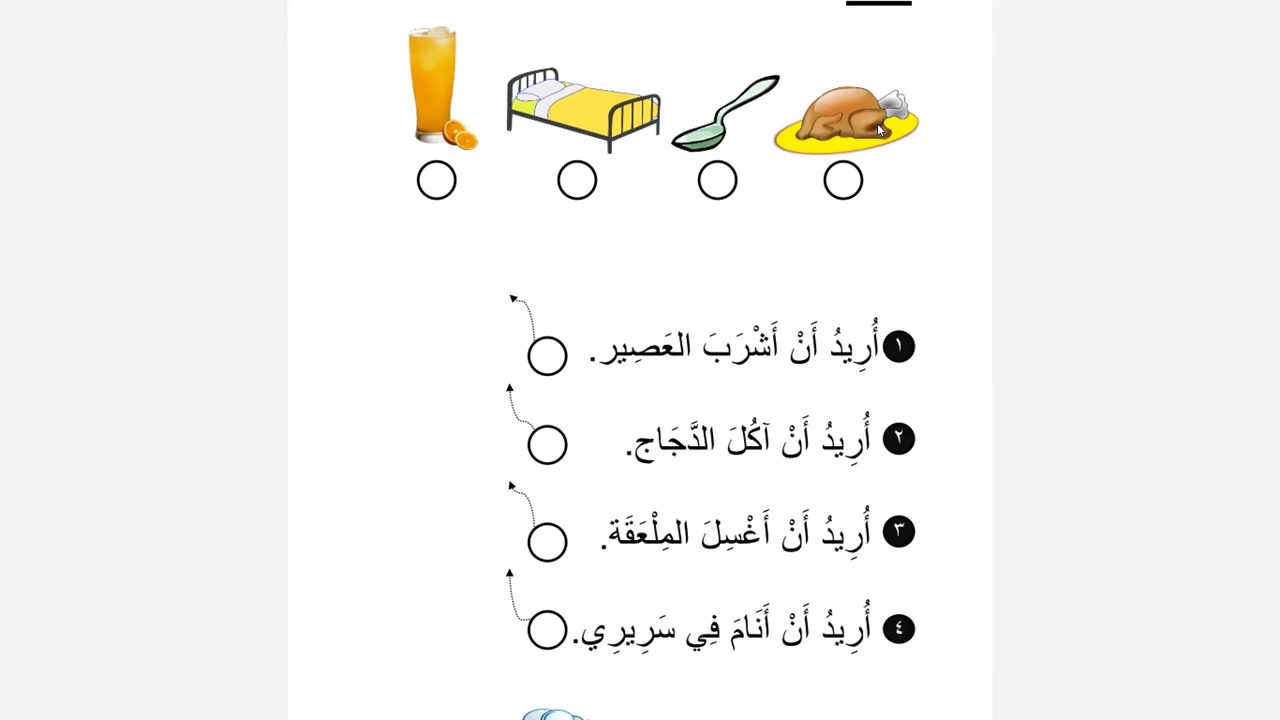 ١ أُرِيدُ أَنْ أَشْرَبَ العَصِير.
٢ أُرِيدُ أَنْ آكُلَ الدَّجَاج.
٣ أُرِيدُ أَنْ أَغْسِلَ المِلْعَقَة.
٤ أُرِيدُ أَنْ أَنَامَ فِي سَرِيرِي.